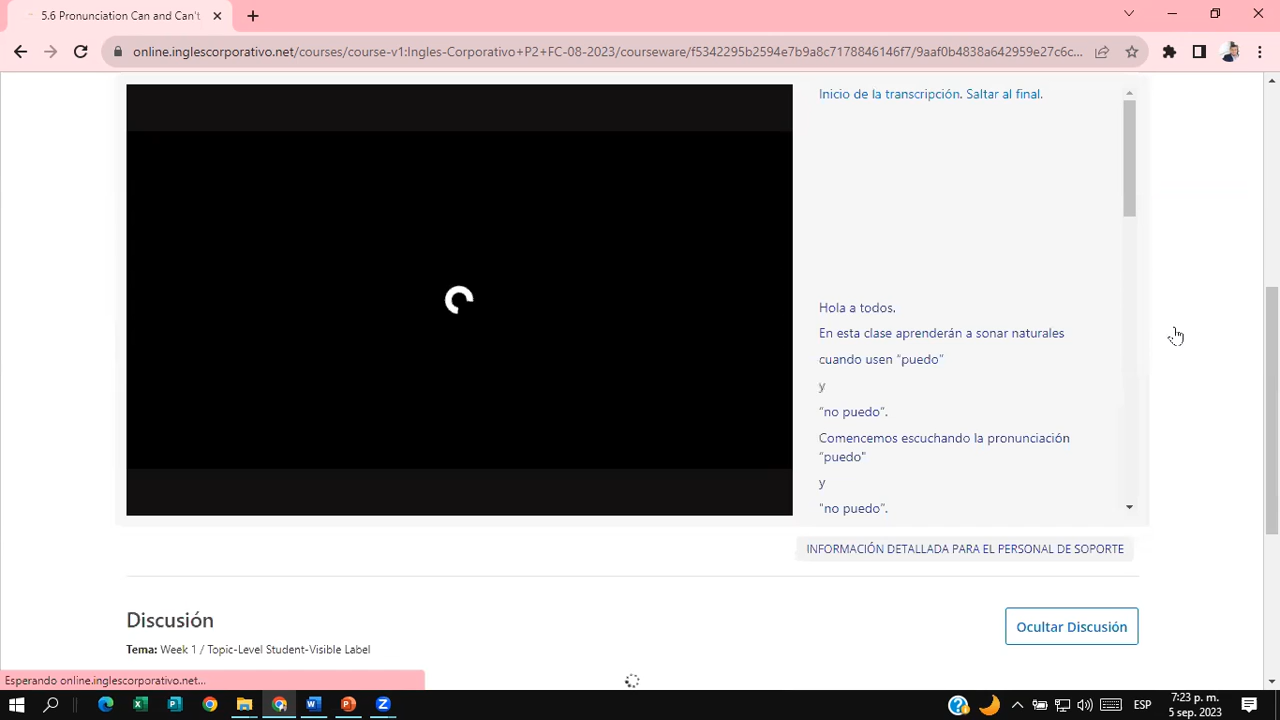 5.6 Pronunciation Can and Can't
online.inglescorporativo.net/courses/course-v1:Ingles-Corporativo+P2+FC-08-2023/courseware/f5342295b2594e7b9a8c7178846146f7/9aaf0b4838a642959e27c6c...
Inicio de la transcripción. Saltar al final.
Hola a todos.
En esta clase aprenderán a sonar naturales
cuando usen “puedo”
y
“no puedo”.
Comencemos escuchando la pronunciación
“puedo"
y
"no puedo”.
INFORMACIÓN DETALLADA PARA EL PERSONAL DE SOPORTE
Discusión
Ocultar Discusión
Tema: Week 1 / Topic-Level Student-Visible Label
Esperando online.inglescorporativo.net...
ESP
7:23 p. m.
5 sep. 2023